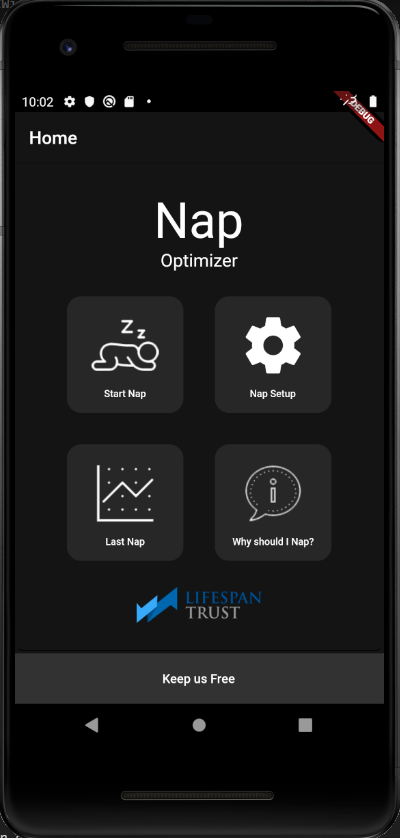 10:02
DEBUG
Home
Nap
Optimizer
Z Z
Start Nap
Nap Setup
Last Nap
Why should I Nap?
LIFESPAN
TRUST
Keep us Free